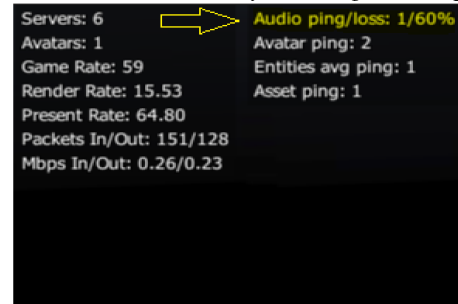 Servers: 6
Avatars: 1
Game Rate: 59
Render Rate: 15.53
Present Rate: 64.80
Packets In/Out: 151/128
Mbps In/Out: 0.26/0.23
Audio ping/loss: 1/60%
Avatar ping: 2
Entities avg ping: 1
Asset ping: 1